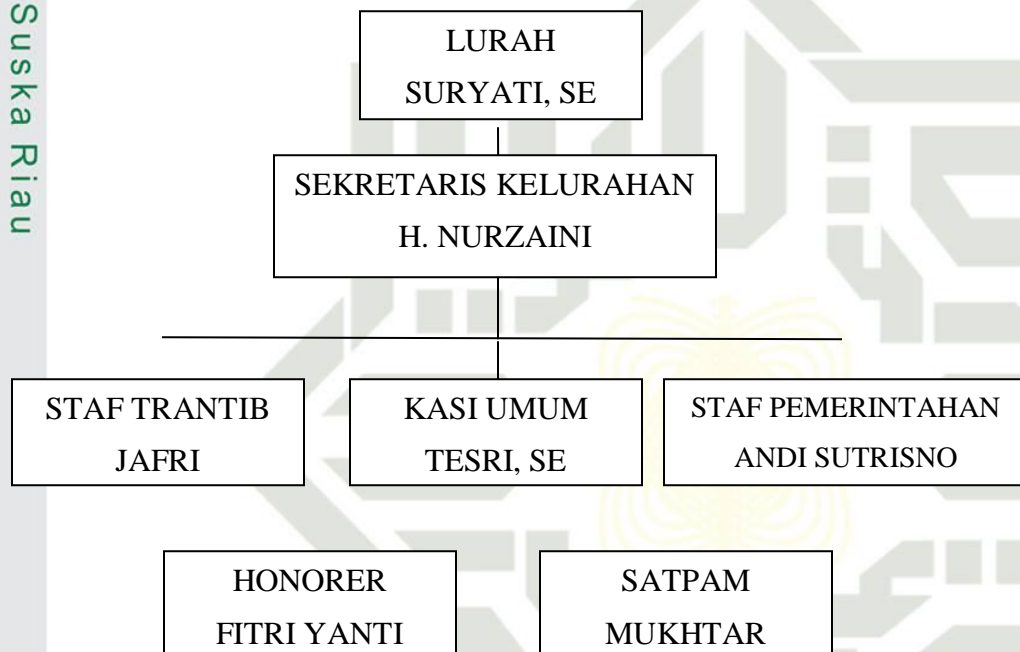 Suska Riau
LURAH
SURYATI, SE
SEKRETARIS KELURAHAN
H. NURZAINI
STAF TRANTIB
JAFRI
KASI UMUM
TESRI, SE
STAF PEMERINTAHAN
ANDI SUTRISNO
HONORER
FITRI YANTI
SATPAM
MUKHTAR